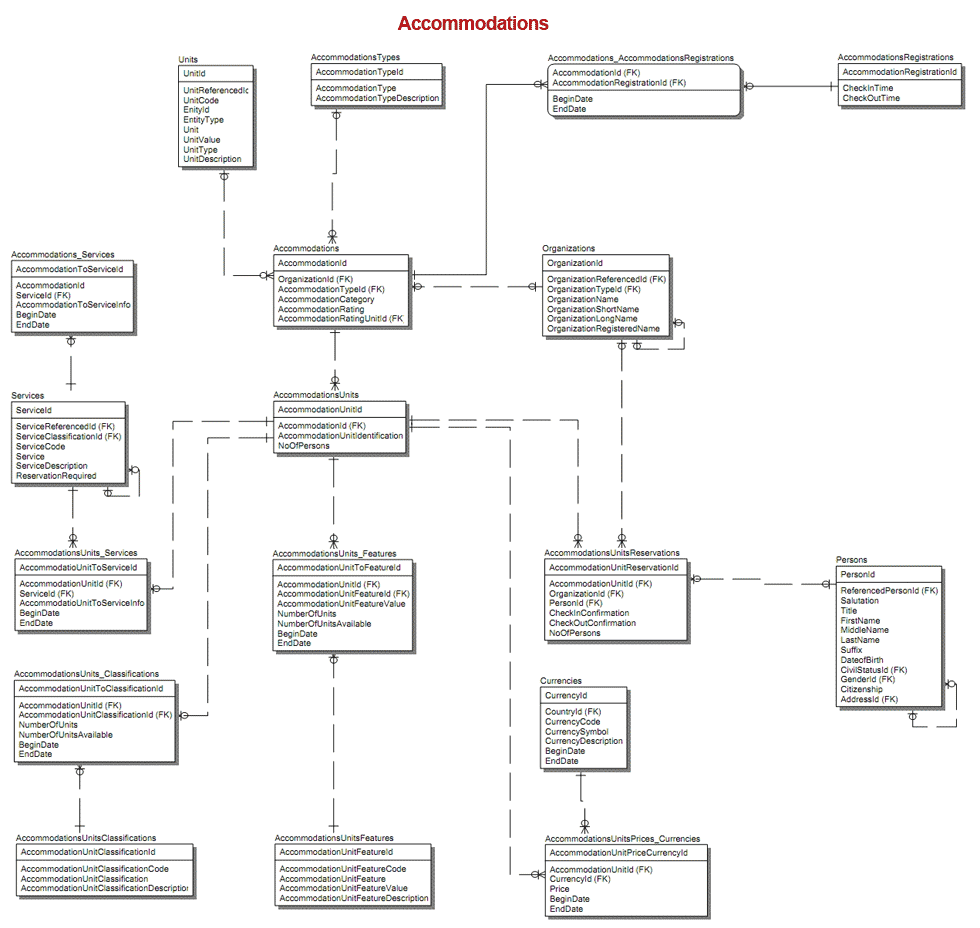 Accommodations
Units
UnitId
UnitReferencedIc
UnitCode
EnityId
EntityType
Unit
UnitValue
UnitType
UnitDescription
AccommodationsTypes
AccommodationTypeId
AccommodationType
AccommodationTypeDescription
Accommodations_AccommodationsRegistrations
AccommodationId (FK)
AccommodationRegistrationId (FK)
BeginDate
EndDate
AccommodationsRegistrations
AccommodationRegistrationId
CheckInTime
CheckOutTime
Accommodations_Services
AccommodationToServiceId
AccommodationId
ServiceId (FK)
AccommodationToServiceInfo
BeginDate
EndDate
Accommodations
AccommodationId
OrganizationId (FK)
AccommodationTypeId (FK)
AccommodationCategory
AccommodationRating
AccommodationRatingUnitId (FK
Organizations
OrganizationId
OrganizationReferencedId (FK)
OrganizationTypeId (FK)
OrganizationName
OrganizationShortName
OrganizationLongName
OrganizationRegisteredName
Services
ServiceId
ServiceReferencedId (FK)
ServiceClassificationId (FK)
ServiceCode
Service
ServiceDescription
ReservationRequired
AccommodationsUnits
AccommodationUnitId
AccommodationId (FK)
AccommodationUnitIdentification
NoOfPersons
AccommodationsUnits_Services
AccommodatioUnitToServiceId
AccommodationUnitId (FK)
ServiceId (FK)
AccommodatioUnitToServiceInfo
BeginDate
EndDate
AccommodationsUnits_Features
AccommodationUnitToFeatureId
AccommodationUnitId (FK)
AccommodationUnitFeatureId (FK)
AccommodationUnitFeatureValue
NumberOfUnits
NumberOfUnitsAvailable
BeginDate
EndDate
AccommodationsUnitsReservations
AccommodationUnitReservationId
AccommodationUnitId (FK)
OrganizationId (FK)
PersonId (FK)
CheckInConfirmation
CheckOutConfirmation
NoOfPersons
Persons
PersonId
ReferencedPersonId (FK)
Salutation
Title
FirstName
MiddleName
LastName
Suffix
DateofBirth
CivilStatusId (FK)
GenderId (FK)
Citizenship
AddressId (FK)
AccommodationsUnits_Classifications
AccommodationUnitToClassificationId
AccommodationUnitId (FK)
AccommodationUnitClassificationId (FK)
NumberOfUnits
NumberOfUnitsAvailable
BeginDate
EndDate
Currencies
CurrencyId
CountryId (FK)
CurrencyCode
CurrencySymbol
CurrencyDescription
BeginDate
EndDate
AccommodationsUnitsClassifications
AccommodationUnitClassificationId
AccommodationUnitClassificationCode
AccommodationUnitClassification
AccommodationUnitClassificationDescription
AccommodationsUnitsFeatures
AccommodationUnitFeatureId
AccommodationUnitFeatureCode
AccommodationUnitFeature
AccommodationUnitFeatureValue
AccommodationUnitFeatureDescription
AccommodationsUnitsPrices_Currencies
AccommodationUnitPriceCurrencyId
AccommodationUnitId (FK)
CurrencyId (FK)
Price
BeginDate
EndDate